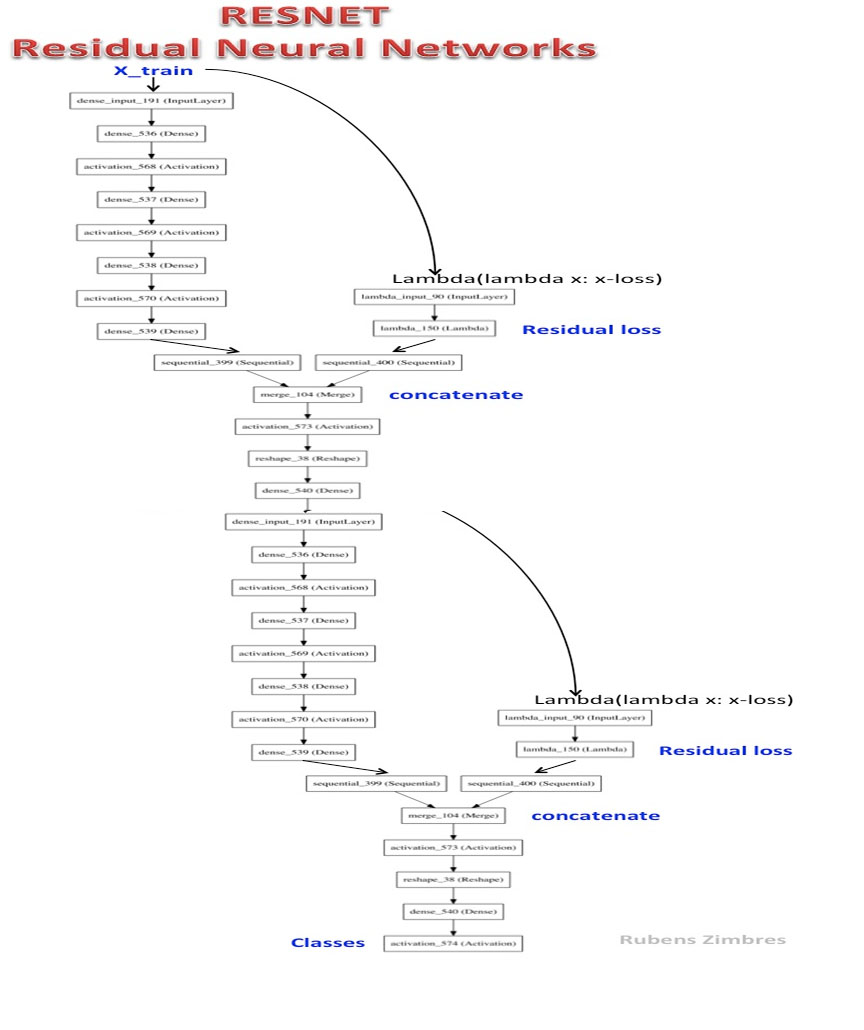 RESNET
Residual Neural Networks
X_train
dense_input_191 (InputLayer)
dense_536 (Dense)
activation_568 (Activation)
dense_537 (Dense)
activation_569 (Activation)
dense_538 (Dense)
Lambda(lambda x: x-loss)
activation_570 (Activation)
lambda_input_90 (InputLayer)
dense_539 (Dense)
lambda_150 (Lambda)
Residual loss
sequential_399 (Sequential)
sequential_400 (Sequential)
merge_104 (Merge)
concatenate
activation_573 (Activation)
reshape_38 (Reshape)
dense_540 (Dense)
dense_input_191 (InputLayer)
dense_536 (Dense)
activation_568 (Activation)
dense_537 (Dense)
activation_569 (Activation)
dense_538 (Dense)
Lambda(lambda x: x-loss)
activation_570 (Activation)
lambda_input_90 (InputLayer)
dense_539 (Dense)
lambda_150 (Lambda)
Residual loss
sequential_399 (Sequential)
sequential_400 (Sequential)
merge_104 (Merge)
concatenate
activation_573 (Activation)
reshape_38 (Reshape)
dense_540 (Dense)
Classes
activation_574 (Activation)
Rubens Zimbres